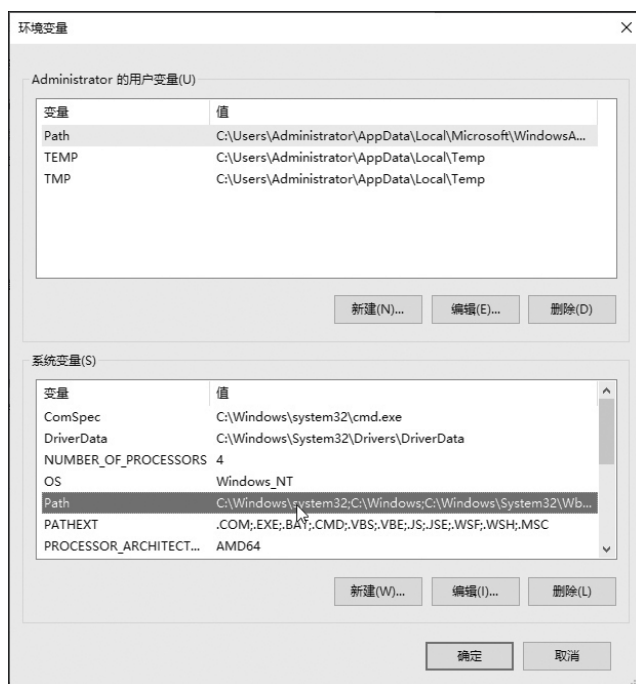 环境变量
Administrator 的用户变量(U)
变量 值
Path C:\Users\Administrator\AppData\Local\Microsoft\WindowsA...
TEMP C:\Users\Administrator\AppData\Local\Temp
TMP C:\Users\Administrator\AppData\Local\Temp
新建(N)... 编辑(E)... 删除(D)
系统变量(S)
变量 值
ComSpec C:\Windows\system32\cmd.exe
DriverData C:\Windows\System32\Drivers\DriverData
NUMBER_OF_PROCESSORS 4
OS Windows_NT
Path C:\Windows\system32;C:\Windows;C:\Windows\System32\Wb...
PATHEXT .COM;.EXE;.BAT;.CMD;.VBS;.VBE;.JS;.JSE;.WSF;.WSH;.MSC
PROCESSOR_ARCHITECT... AMD64
新建(W)... 编辑(I)... 删除(L)
确定 取消